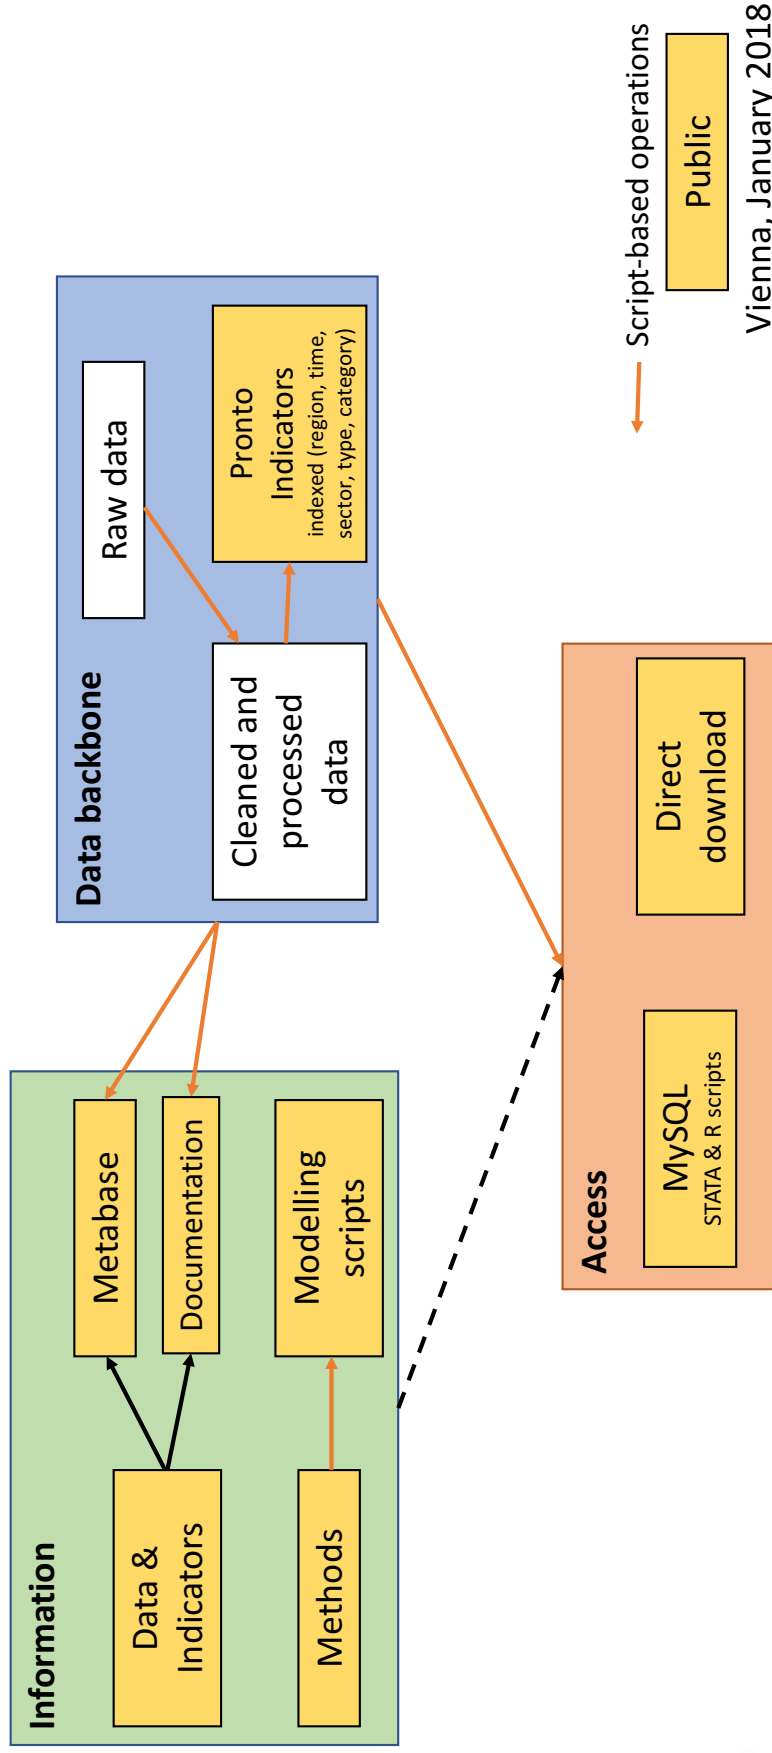 Information
Data &
Indicators
Metabase
Documentation
Methods
Modelling
scripts
Data backbone
Raw data
Cleaned and
processed
data
Pronto
Indicators
indexed (region, time,
sector, type, category)
Access
MySQL
STATA & R scripts
Direct
download
Script-based operations
Public
Vienna, January 2018